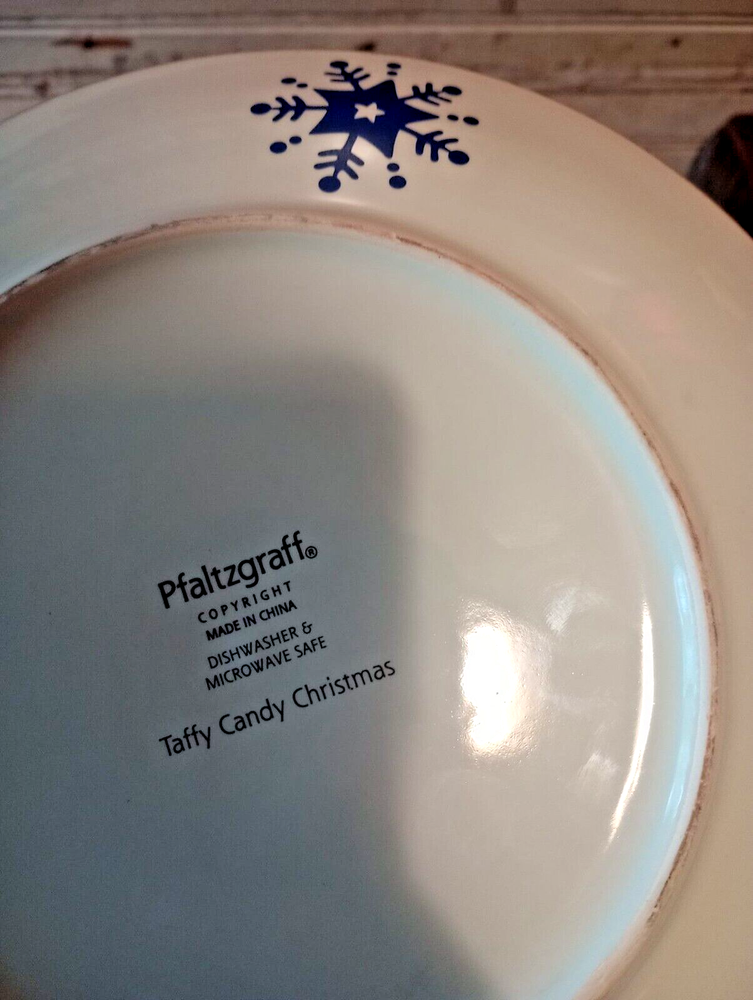 Pfaltzgraff®
COPYRIGHT
MADE IN CHINA
DISHWASHER &
MICROWAVE SAFE
Taffy Candy Christmas